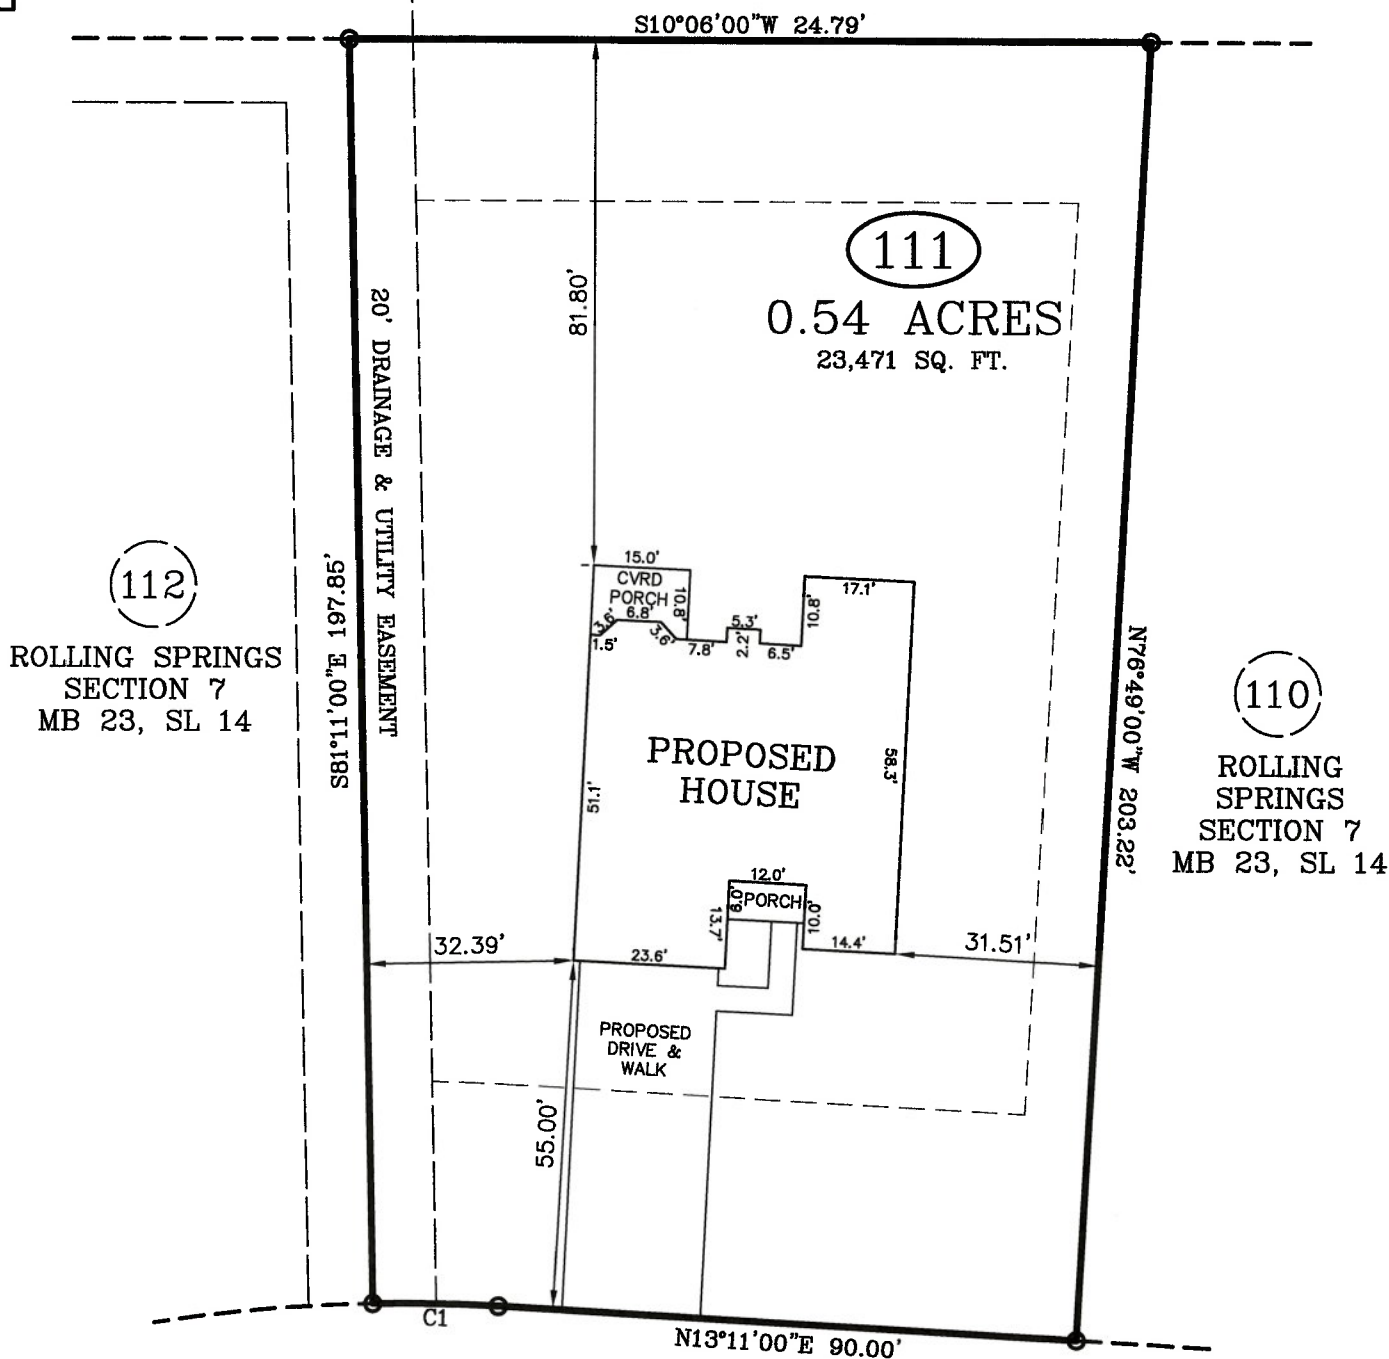 S10°06'00"W 24.79'
111
0.54 ACRES
23,471 SQ. FT.
81.80'
20' DRAINAGE & UTILITY EASEMENT
S81°11'00"E 197.85'
112
ROLLING SPRINGS
SECTION 7
MB 23, SL 14
15.0'
CVRD
PORCH
10.8'
6.8'
3.6'
3.6'
1.5'
7.8'
5.3'
2.2'
6.5'
10.8'
17.1'
N76°49'00"W 203.22'
110
ROLLING
SPRINGS
SECTION 7
MB 23, SL 14
PROPOSED
HOUSE
51.1'
58.3'
12.0'
6.0'
PORCH
13.7'
10.0'
14.4'
23.6'
32.39'
31.51'
PROPOSED
DRIVE &
WALK
55.00'
C1
N13°11'00"E 90.00'